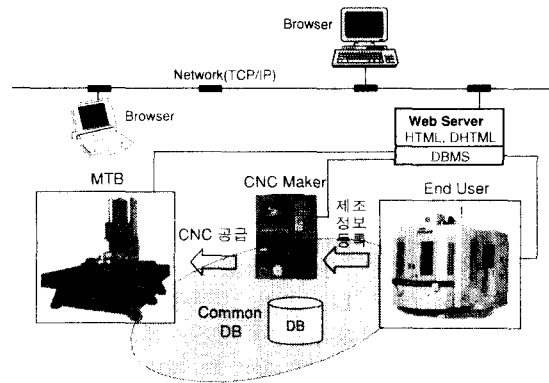 Browser
Network(TCP/IP)
Browser
Web Server
HTML, DHTML
DBMS
MTB
CNC Maker
End User
CNC 공급
제조
정보
등록
Common
DB
DB